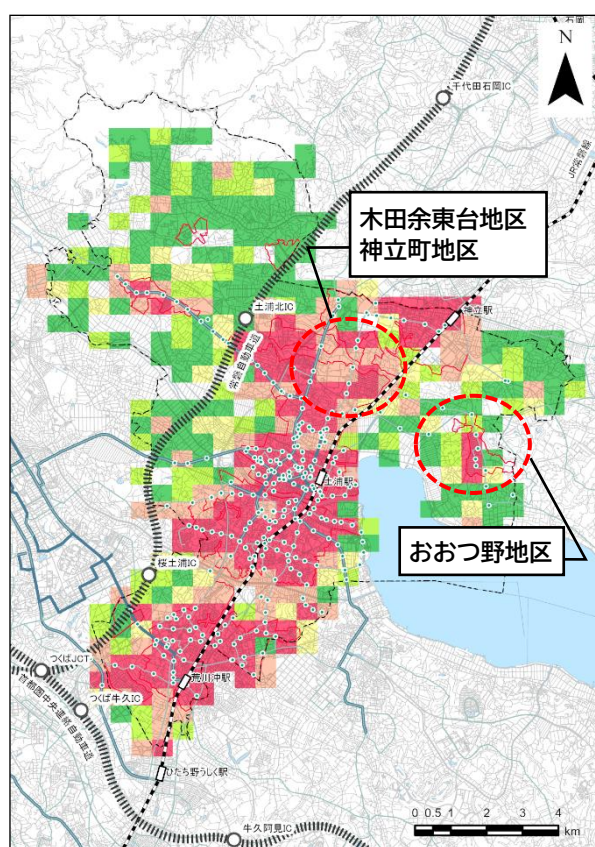 石岡
N
千代田石岡IC
JR常磐線
木田余東台地区
神立町地区
土浦北IC
神立駅
常磐自動車道
土浦駅
おおつ野地区
桜土浦IC
つくばJCT
荒川沖駅
つくば牛久IC
首都圏中央連絡自動車道
ひたち野うしく駅
牛久阿見IC
0 0.5 1 2 3 4
km